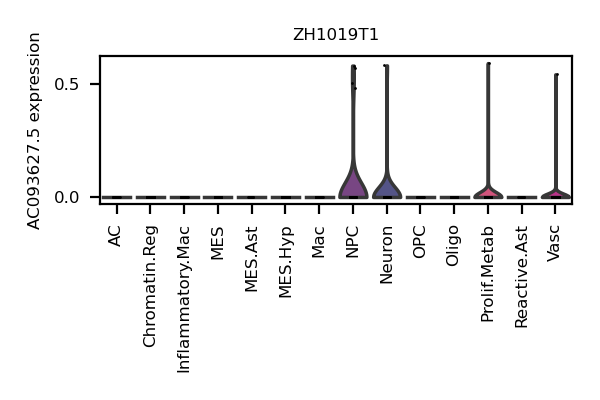 ZH1019T1
AC093627.5 expression
0.5
0.0
AC
Chromatin.Reg
Inflammatory.Mac
MES
MES.Ast
MES.Hyp
Mac
NPC
Neuron
OPC
Oligo
Prolif.Metab
Reactive.Ast
Vasc